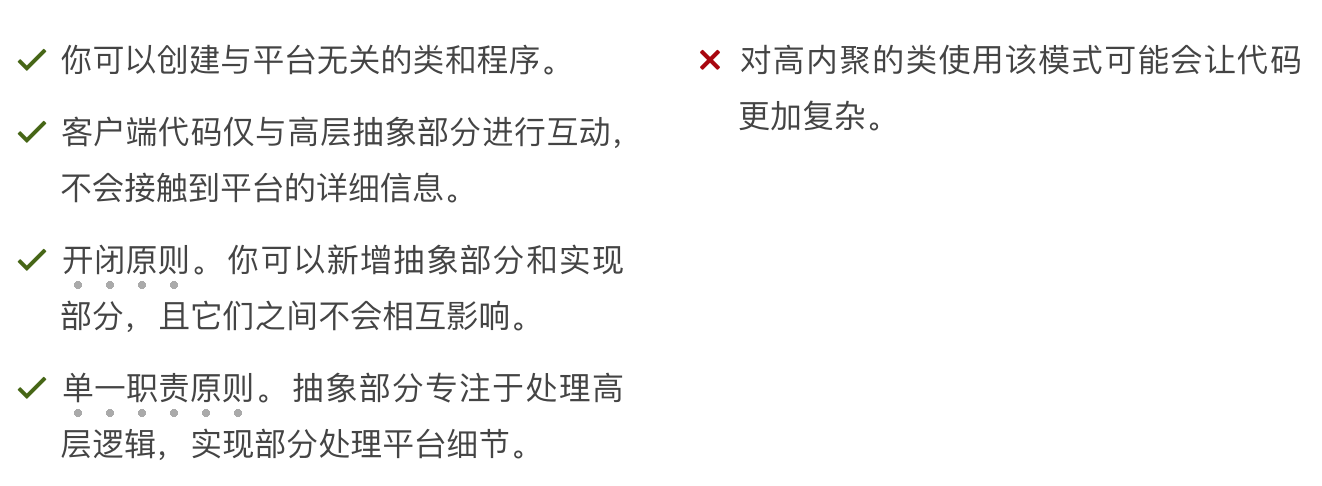 你可以创建与平台无关的类和程序。
客户端代码仅与高层抽象部分进行互动，
不会接触到平台的详细信息。
开闭原则。你可以新增抽象部分和实现
部分，且它们之间不会相互影响。
单一职责原则。抽象部分专注于处理高
层逻辑，实现部分处理平台细节。
对高内聚的类使用该模式可能会让代码
更加复杂。